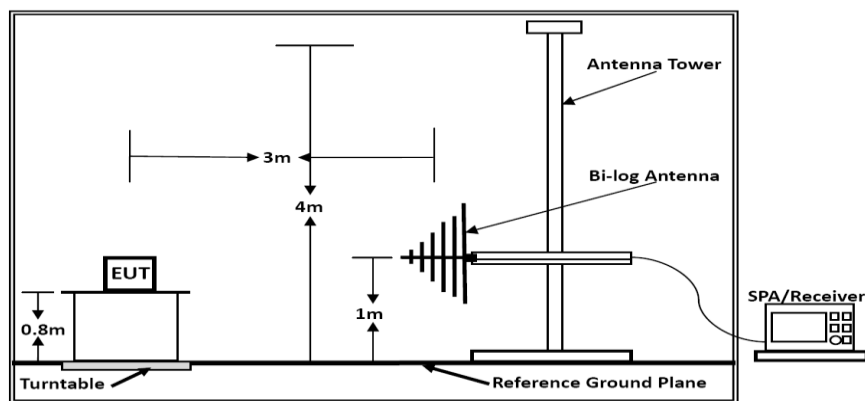 Antenna Tower
3m
Bi-log Antenna
4m
EUT
SPA/Receiver
0.8m
1m
Turntable
Reference Ground Plane